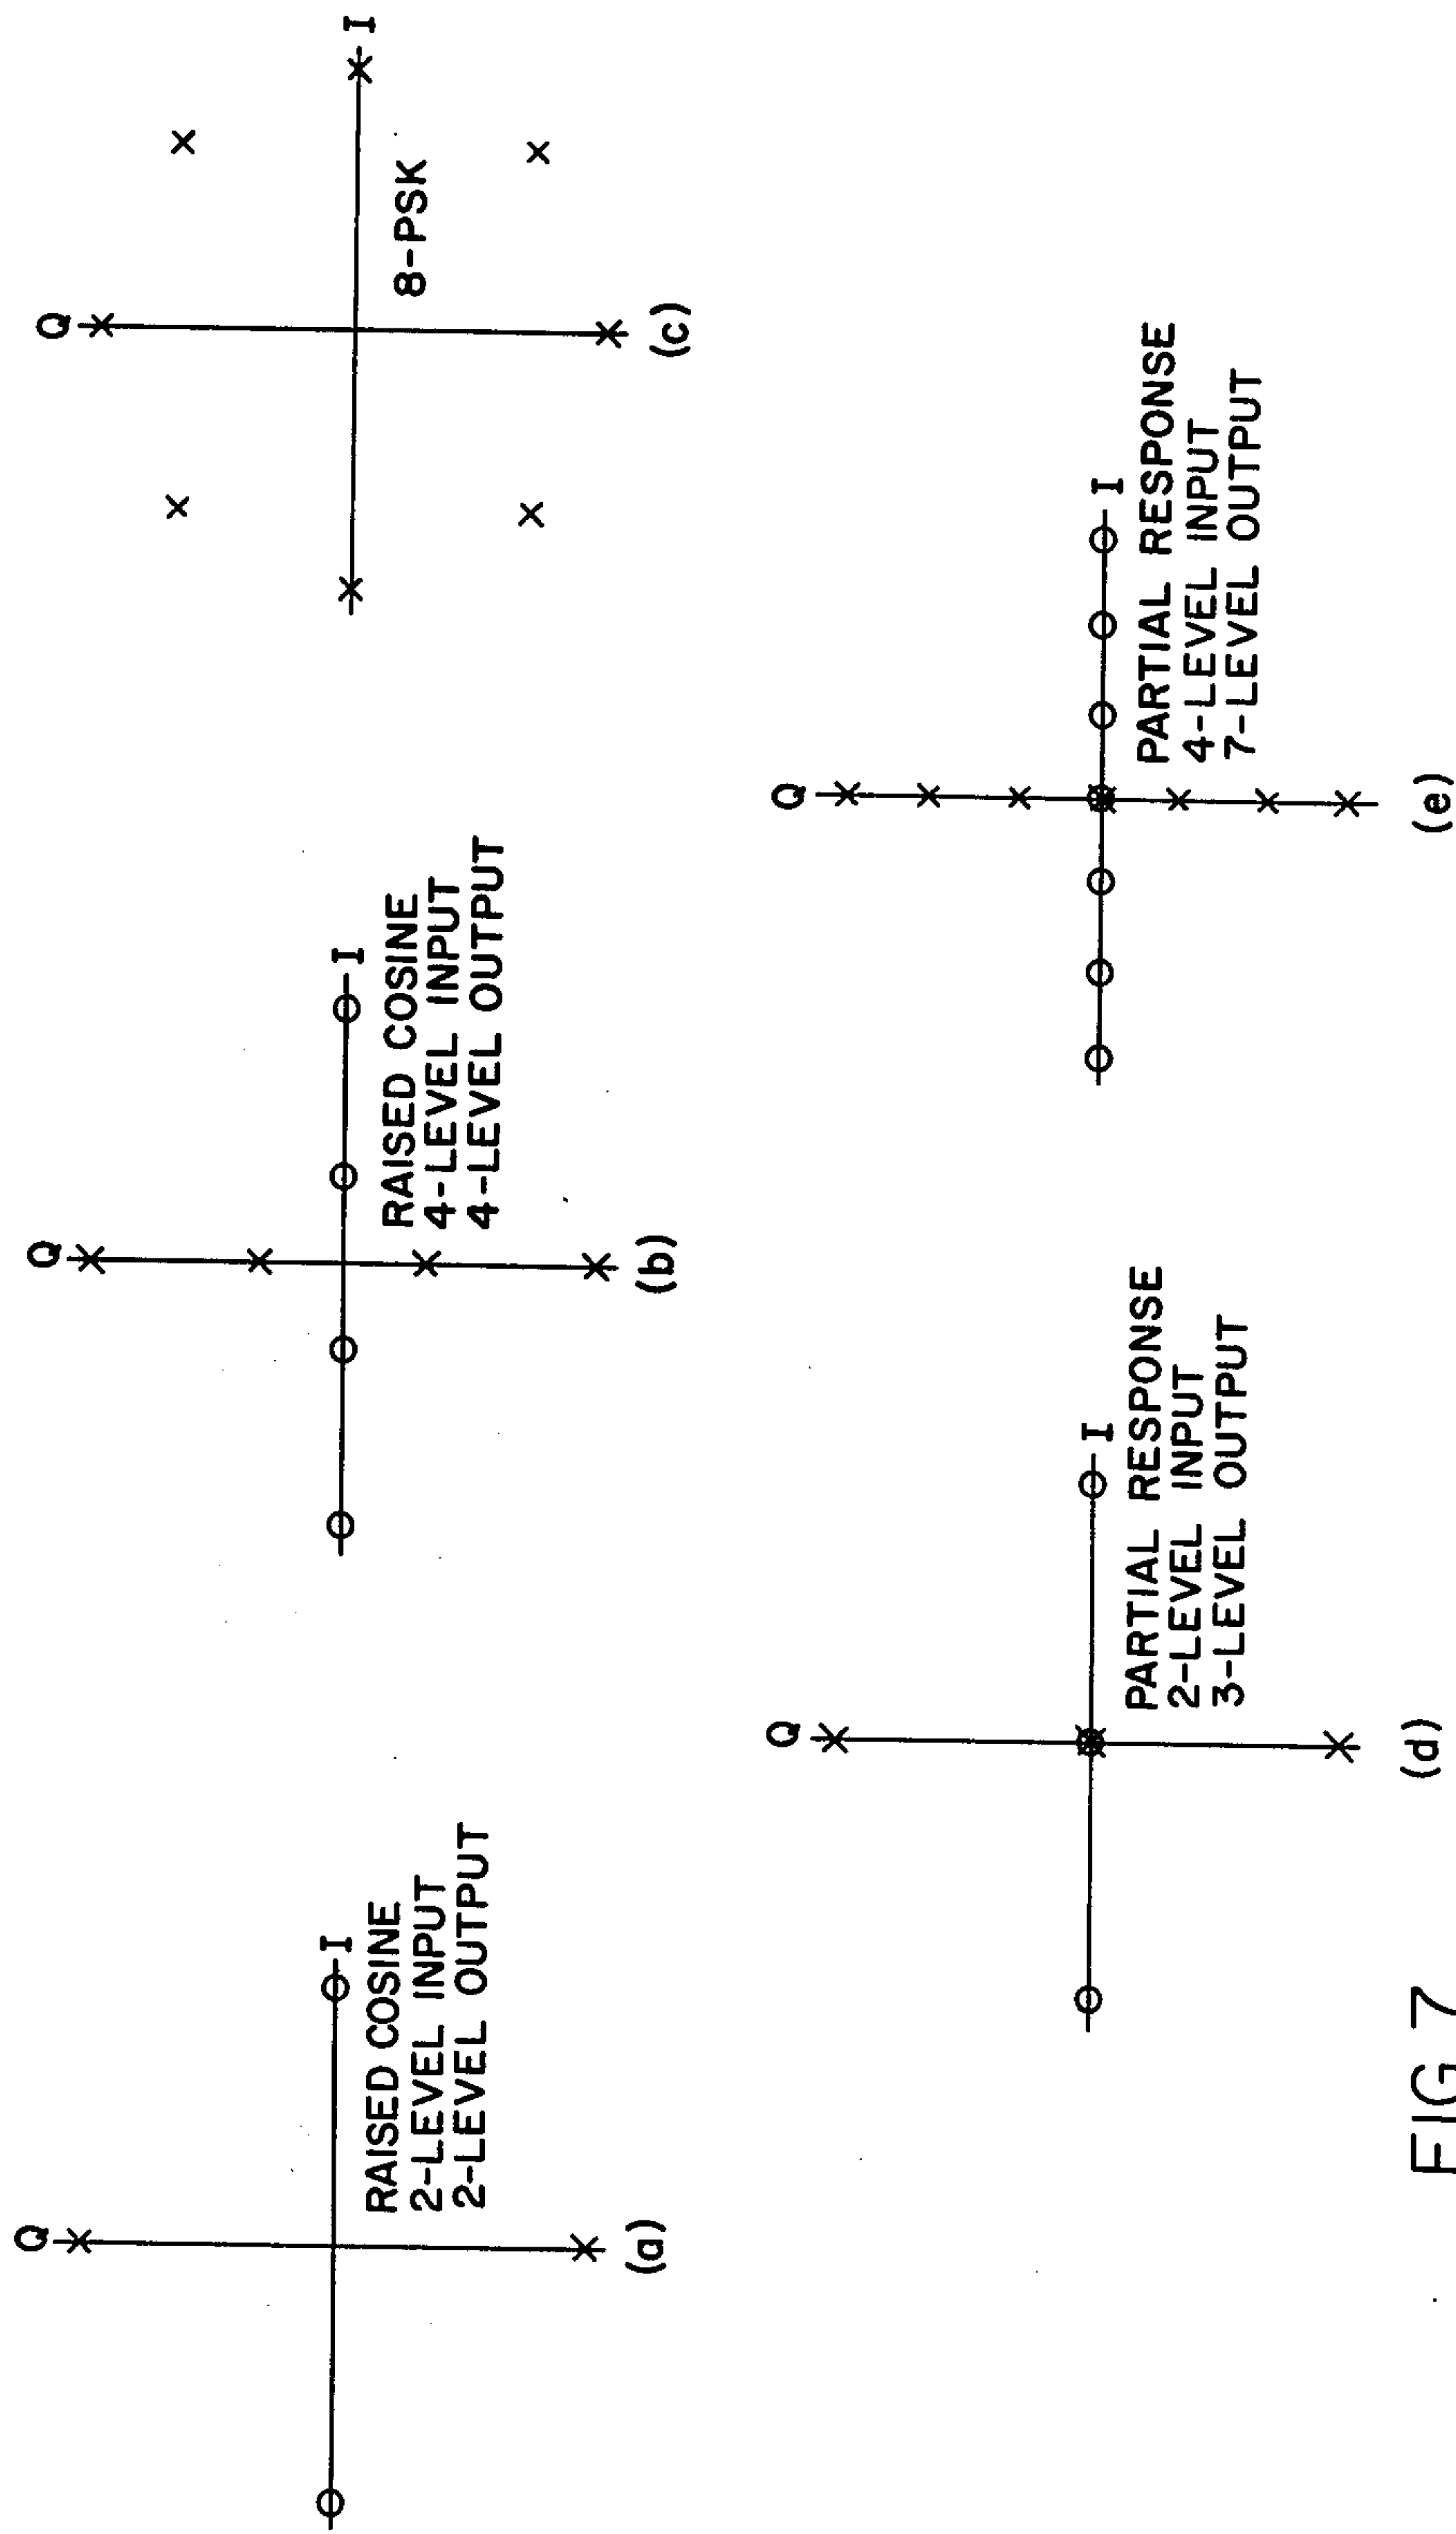 Q
I
RAISED COSINE
2-LEVEL INPUT
2-LEVEL OUTPUT
(a)
Q
I
RAISED COSINE
4-LEVEL INPUT
4-LEVEL OUTPUT
(b)
Q
I
8-PSK
(c)
Q
I
PARTIAL RESPONSE
2-LEVEL INPUT
3-LEVEL OUTPUT
(d)
Q
I
PARTIAL RESPONSE
4-LEVEL INPUT
7-LEVEL OUTPUT
(e)
FIG 7